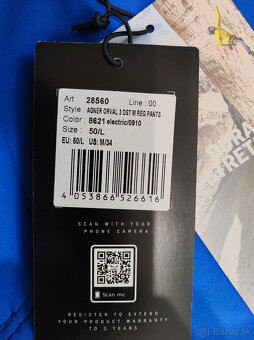 Art : 28560 Line : 00
Style : AGNER ORVAL 3 DST M REG PANTS
Color : 8621 electric/0910
Size : 50/L
EU: 50/L US: M/34
4 053866 526616
SCAN WITH YOUR
PHONE CAMERA
Scan me
REGISTER TO EXTEND
YOUR PRODUCT WARRANTY
TO 3 YEARS
bazos.sk